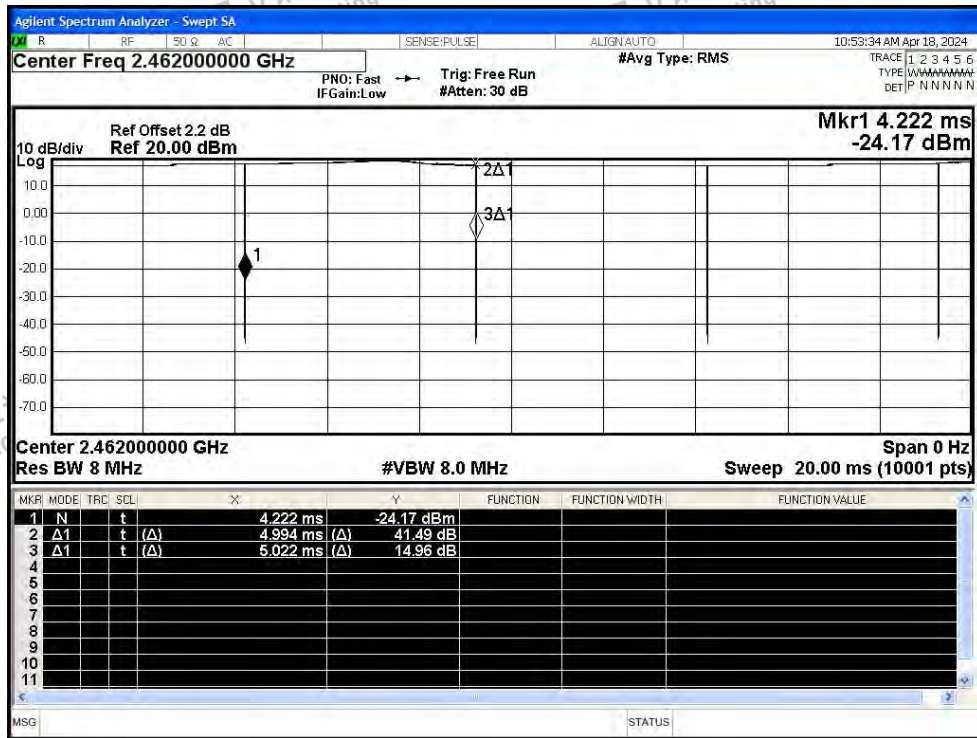 Agilent Spectrum Analyzer - Swept SA
LXI R RF 50 Ω AC SENSE:PULSE ALIGN AUTO 10:53:34 AM Apr 18, 2024
Center Freq 2.462000000 GHz
#Avg Type: RMS
TRACE 1 2 3 4 5 6
TYPE WWWWWW
DET P N N N N N
PNO: Fast
IFGain:Low
Trig: Free Run
#Atten: 30 dB
Mkr1 4.222 ms
-24.17 dBm
Ref Offset 2.2 dB
10 dB/div Ref 20.00 dBm
Log
10.0
0.00
-10.0
-20.0
-30.0
-40.0
-50.0
-60.0
-70.0
2Δ1
3Δ1
1
Center 2.462000000 GHz Span 0 Hz
Res BW 8 MHz #VBW 8.0 MHz Sweep 20.00 ms (10001 pts)
MKR MODE TRC SCL X Y FUNCTION FUNCTION WIDTH FUNCTION VALUE
1 N t 4.222 ms -24.17 dBm
2 Δ1 t (Δ) 4.994 ms (Δ) 41.49 dB
3 Δ1 t (Δ) 5.022 ms (Δ) 14.96 dB
4
5
6
7
8
9
10
11
MSG STATUS